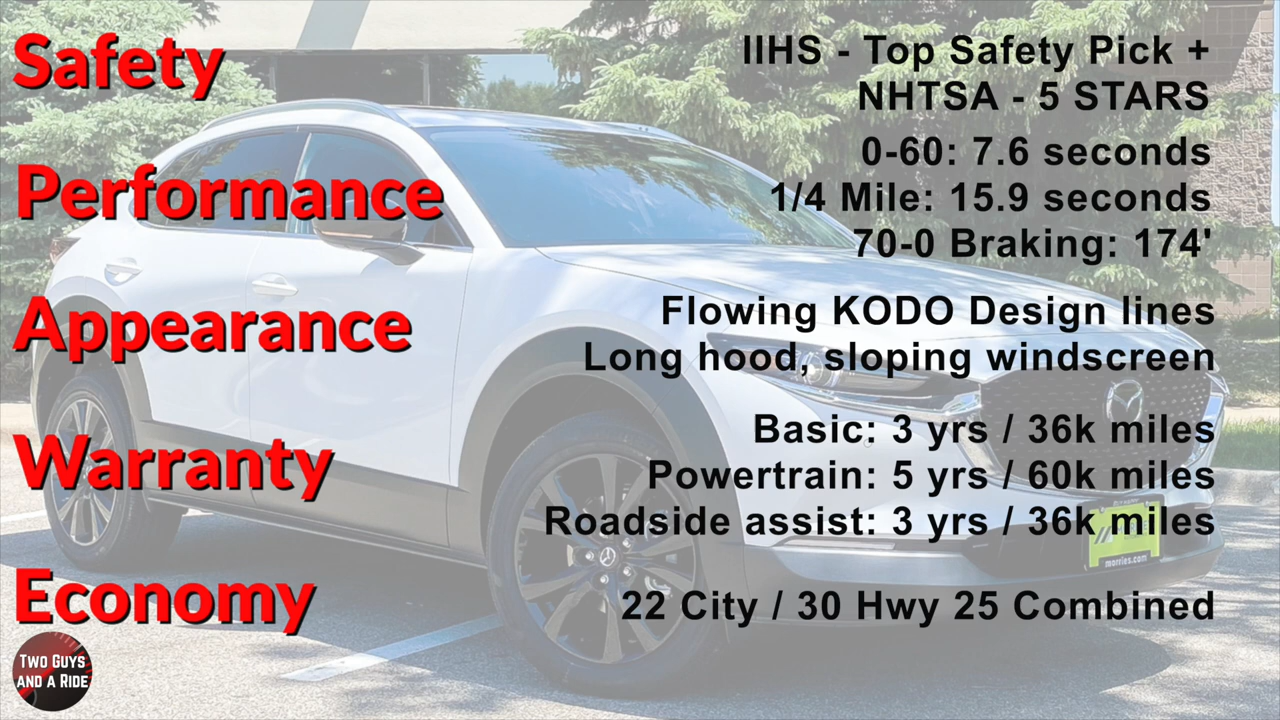 Safety
IIHS - Top Safety Pick +
NHTSA - 5 STARS
Performance
0-60: 7.6 seconds
1/4 Mile: 15.9 seconds
70-0 Braking: 174'
Appearance
Flowing KODO Design lines
Long hood, sloping windscreen
Warranty
Basic: 3 yrs / 36k miles
Powertrain: 5 yrs / 60k miles
Roadside assist: 3 yrs / 36k miles
Economy
22 City / 30 Hwy 25 Combined
TWO GUYS
AND A RIDE
morries.com